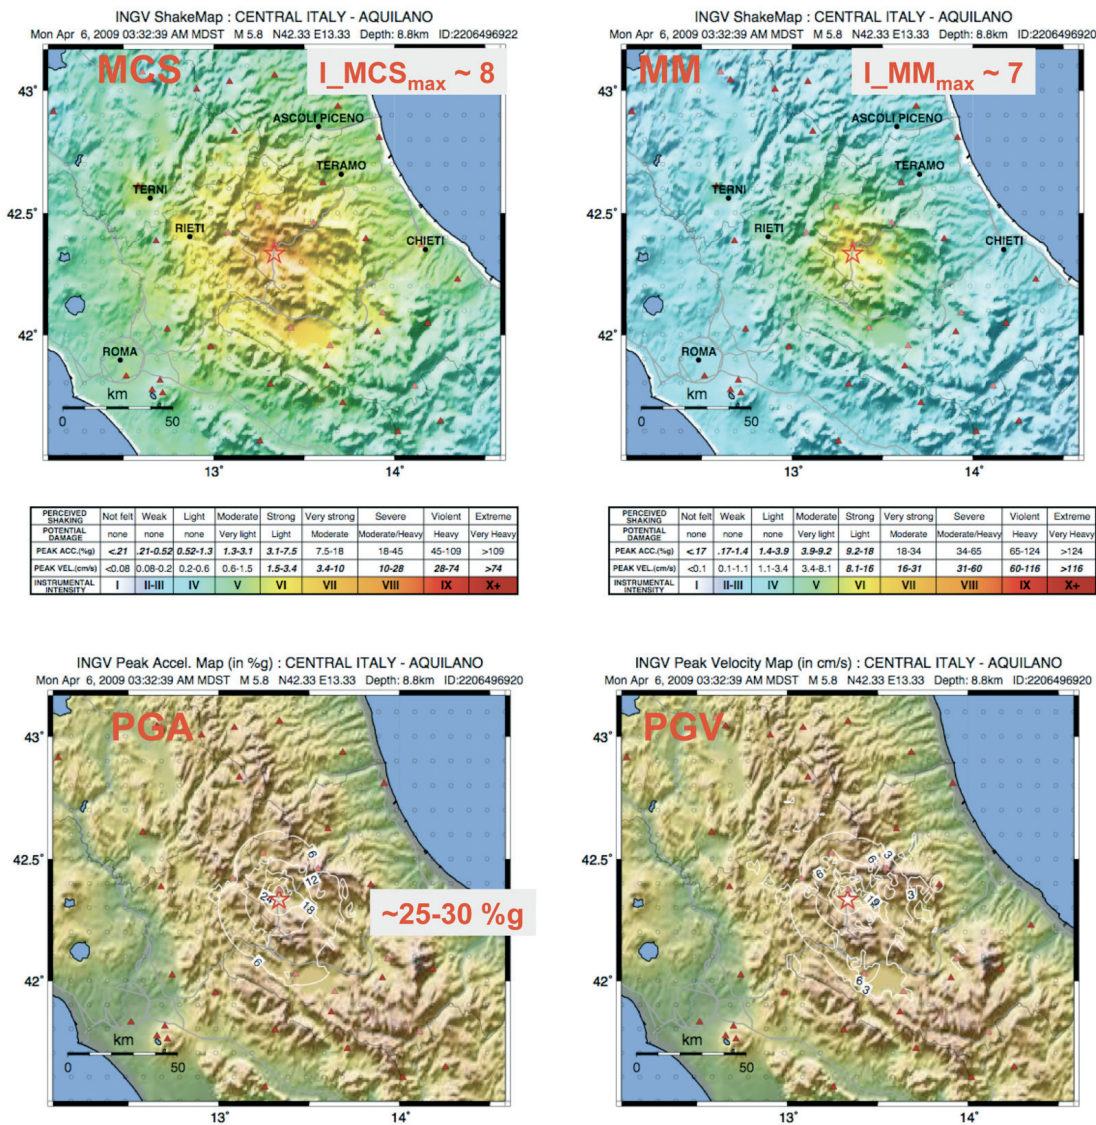 INGV ShakeMap : CENTRAL ITALY - AQUILANO
Mon Apr 6, 2009 03:32:39 AM MDST M 5.8 N42.33 E13.33 Depth: 8.8km ID:2206496922
MCS
I_MCSmax ~ 8
43°
ASCOLI PICENO
TERAMO
TERNI
42.5°
RIETI
CHIETI
42°
ROMA
km
0 50
13° 14°
PERCEIVED SHAKING Not felt Weak Light Moderate Strong Very strong Severe Violent Extreme
POTENTIAL DAMAGE none none none Very light Light Moderate Moderate/Heavy Heavy Very Heavy
PEAK ACC.(%g) <.21 .21-0.52 0.52-1.3 1.3-3.1 3.1-7.5 7.5-18 18-45 45-109 >109
PEAK VEL.(cm/s) <0.08 0.08-0.2 0.2-0.6 0.6-1.5 1.5-3.4 3.4-10 10-28 28-74 >74
INSTRUMENTAL INTENSITY I II-III IV V VI VII VIII IX X+
INGV ShakeMap : CENTRAL ITALY - AQUILANO
Mon Apr 6, 2009 03:32:39 AM MDST M 5.8 N42.33 E13.33 Depth: 8.8km ID:2206496920
MM
I_MMmax ~ 7
43°
ASCOLI PICENO
TERAMO
TERNI
42.5°
RIETI
CHIETI
42°
ROMA
km
0 50
13° 14°
PERCEIVED SHAKING Not felt Weak Light Moderate Strong Very strong Severe Violent Extreme
POTENTIAL DAMAGE none none none Very light Light Moderate Moderate/Heavy Heavy Very Heavy
PEAK ACC.(%g) <.17 .17-1.4 1.4-3.9 3.9-9.2 9.2-18 18-34 34-65 65-124 >124
PEAK VEL.(cm/s) <0.1 0.1-1.1 1.1-3.4 3.4-8.1 8.1-16 16-31 31-60 60-116 >116
INSTRUMENTAL INTENSITY I II-III IV V VI VII VIII IX X+
INGV Peak Accel. Map (in %g) : CENTRAL ITALY - AQUILANO
Mon Apr 6, 2009 03:32:39 AM MDST M 5.8 N42.33 E13.33 Depth: 8.8km ID:2206496920
PGA
43°
42.5°
6
12
24
18
~25-30 %g
6
42°
km
0 50
13° 14°
INGV Peak Velocity Map (in cm/s) : CENTRAL ITALY - AQUILANO
Mon Apr 6, 2009 03:32:39 AM MDST M 5.8 N42.33 E13.33 Depth: 8.8km ID:2206496920
PGV
43°
42.5°
6 3
6
3
42°
6 3
km
0 50
13° 14°